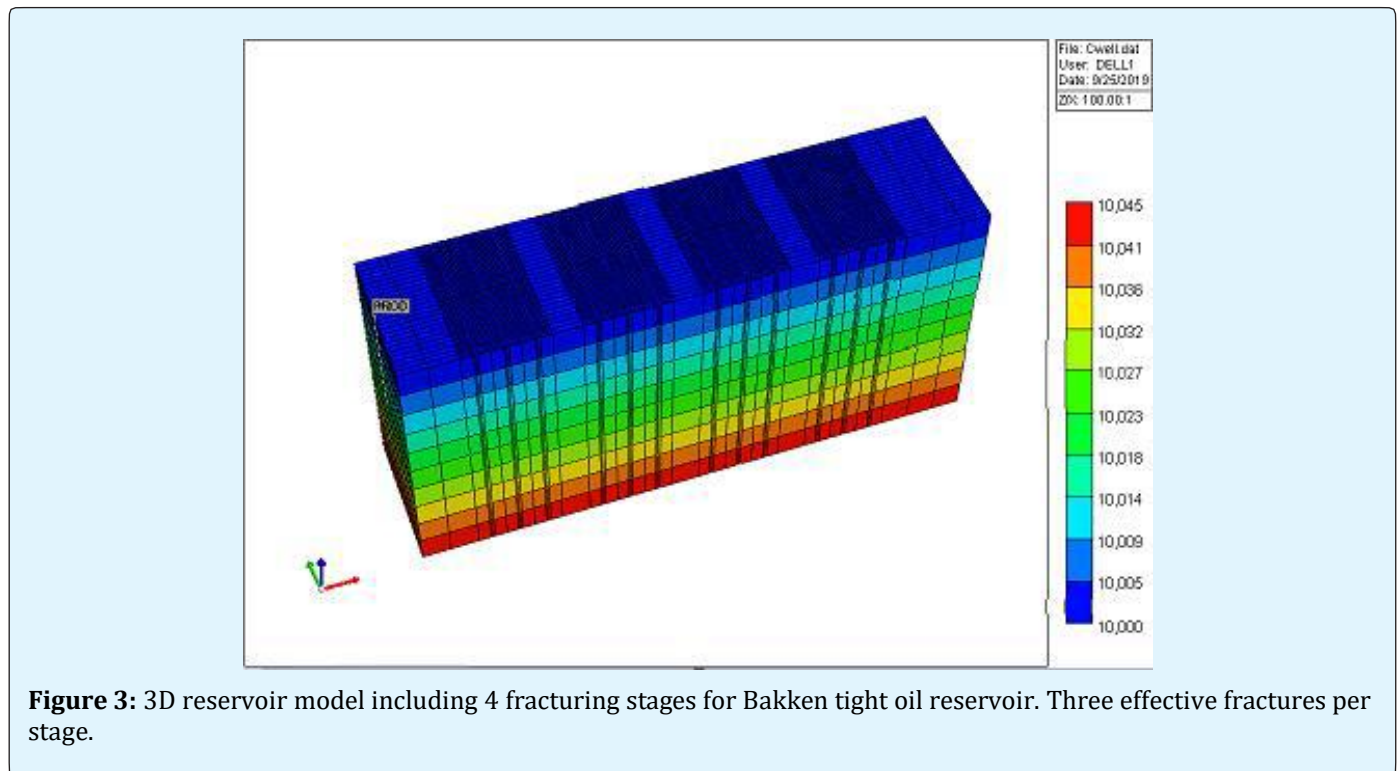 File: Cwell.dat
User: DELL1
Date: 9/25/2019
Z/X: 100.00:1
PROD
10,045
10,041
10,036
10,032
10,027
10,023
10,018
10,014
10,009
10,005
10,000
Figure 3: 3D reservoir model including 4 fracturing stages for Bakken tight oil reservoir. Three effective fractures per
stage.